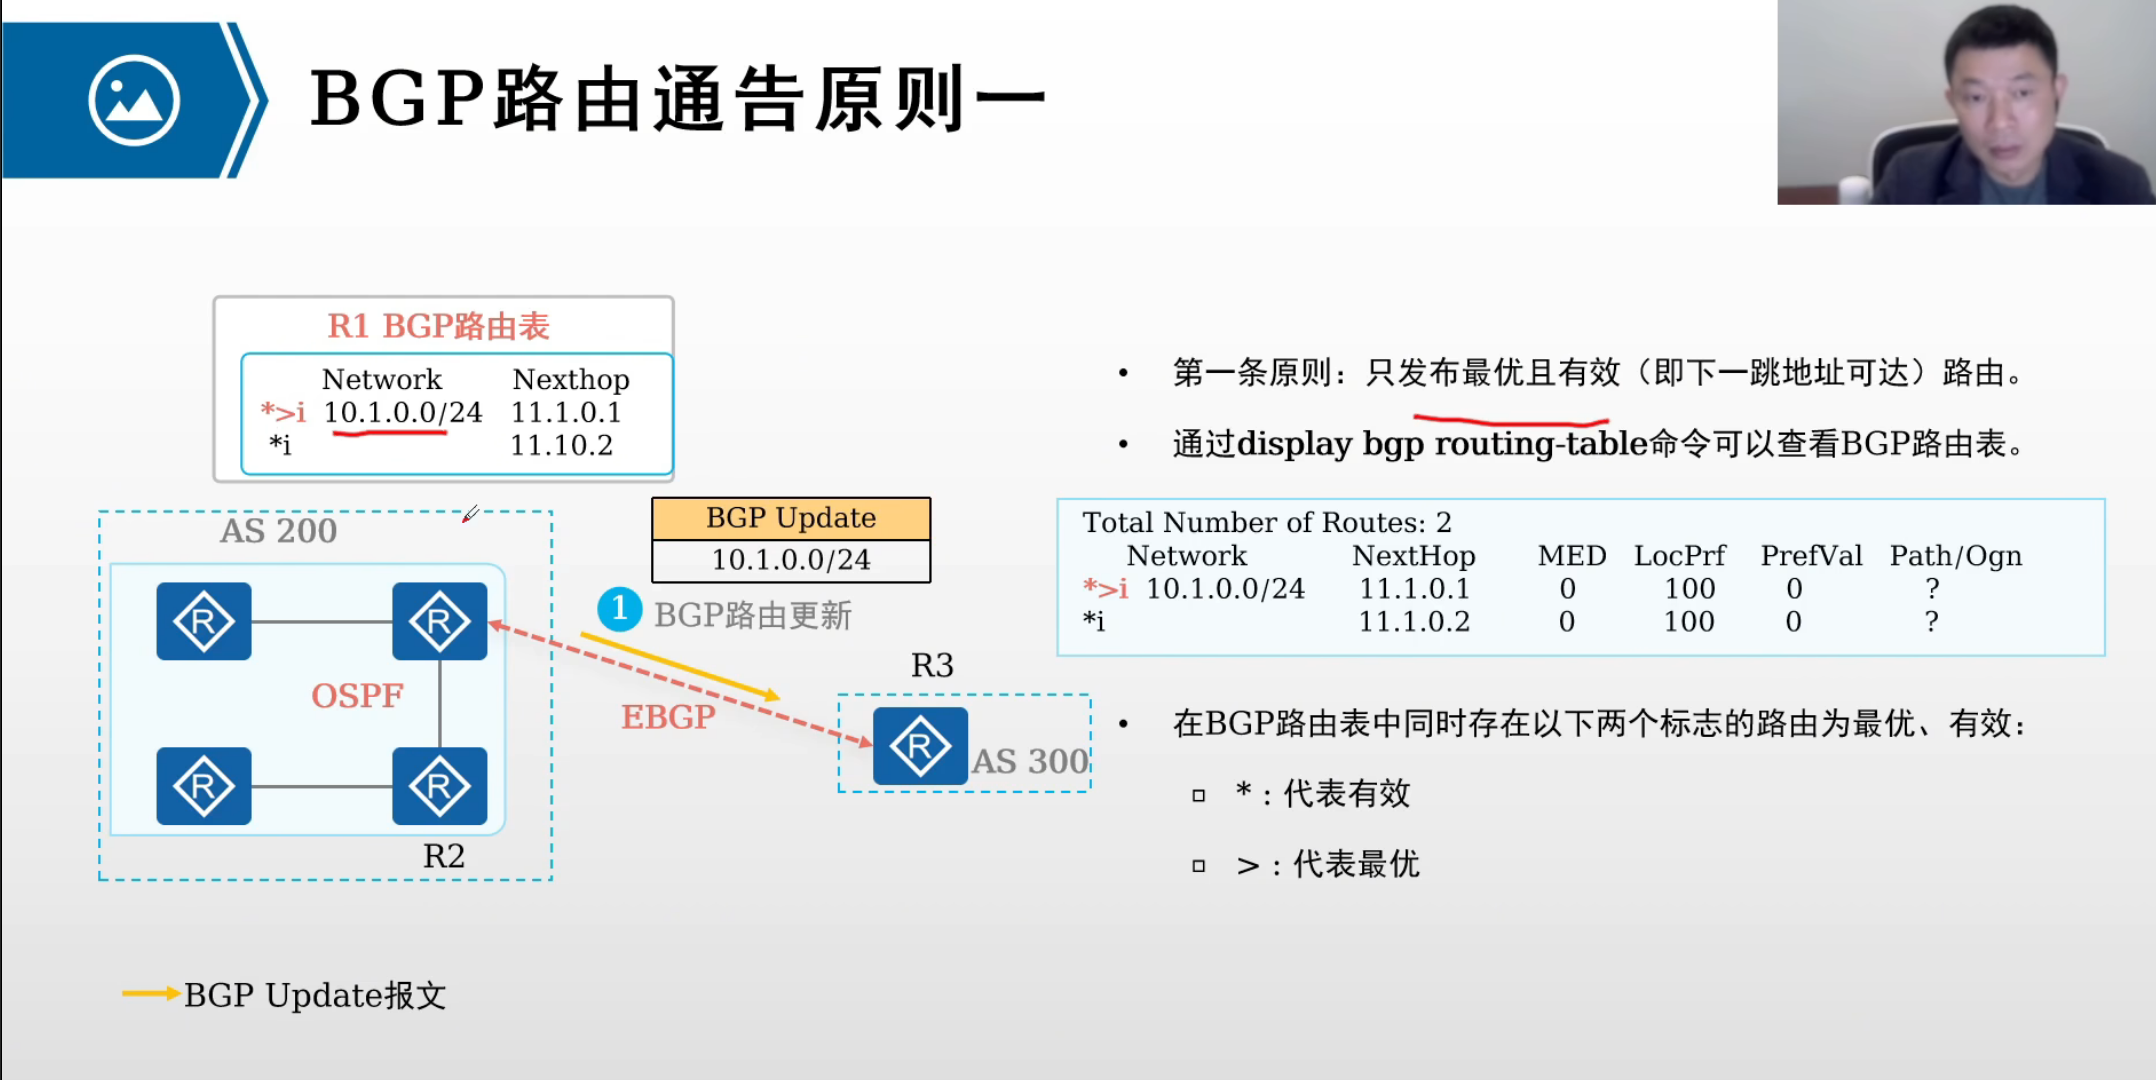 BGP路由通告原则一
R1 BGP路由表
Network Nexthop
*>i 10.1.0.0/24 11.1.0.1
*i 11.10.2
AS 200
R
R
OSPF
R
R
R2
BGP Update
10.1.0.0/24
1 BGP路由更新
EBGP
R3
R
AS 300
BGP Update报文
• 第一条原则：只发布最优且有效（即下一跳地址可达）路由。
• 通过display bgp routing-table命令可以查看BGP路由表。
Total Number of Routes: 2
Network NextHop MED LocPrf PrefVal Path/Ogn
*>i 10.1.0.0/24 11.1.0.1 0 100 0 ?
*i 11.1.0.2 0 100 0 ?
• 在BGP路由表中同时存在以下两个标志的路由为最优、有效：
* : 代表有效
> : 代表最优